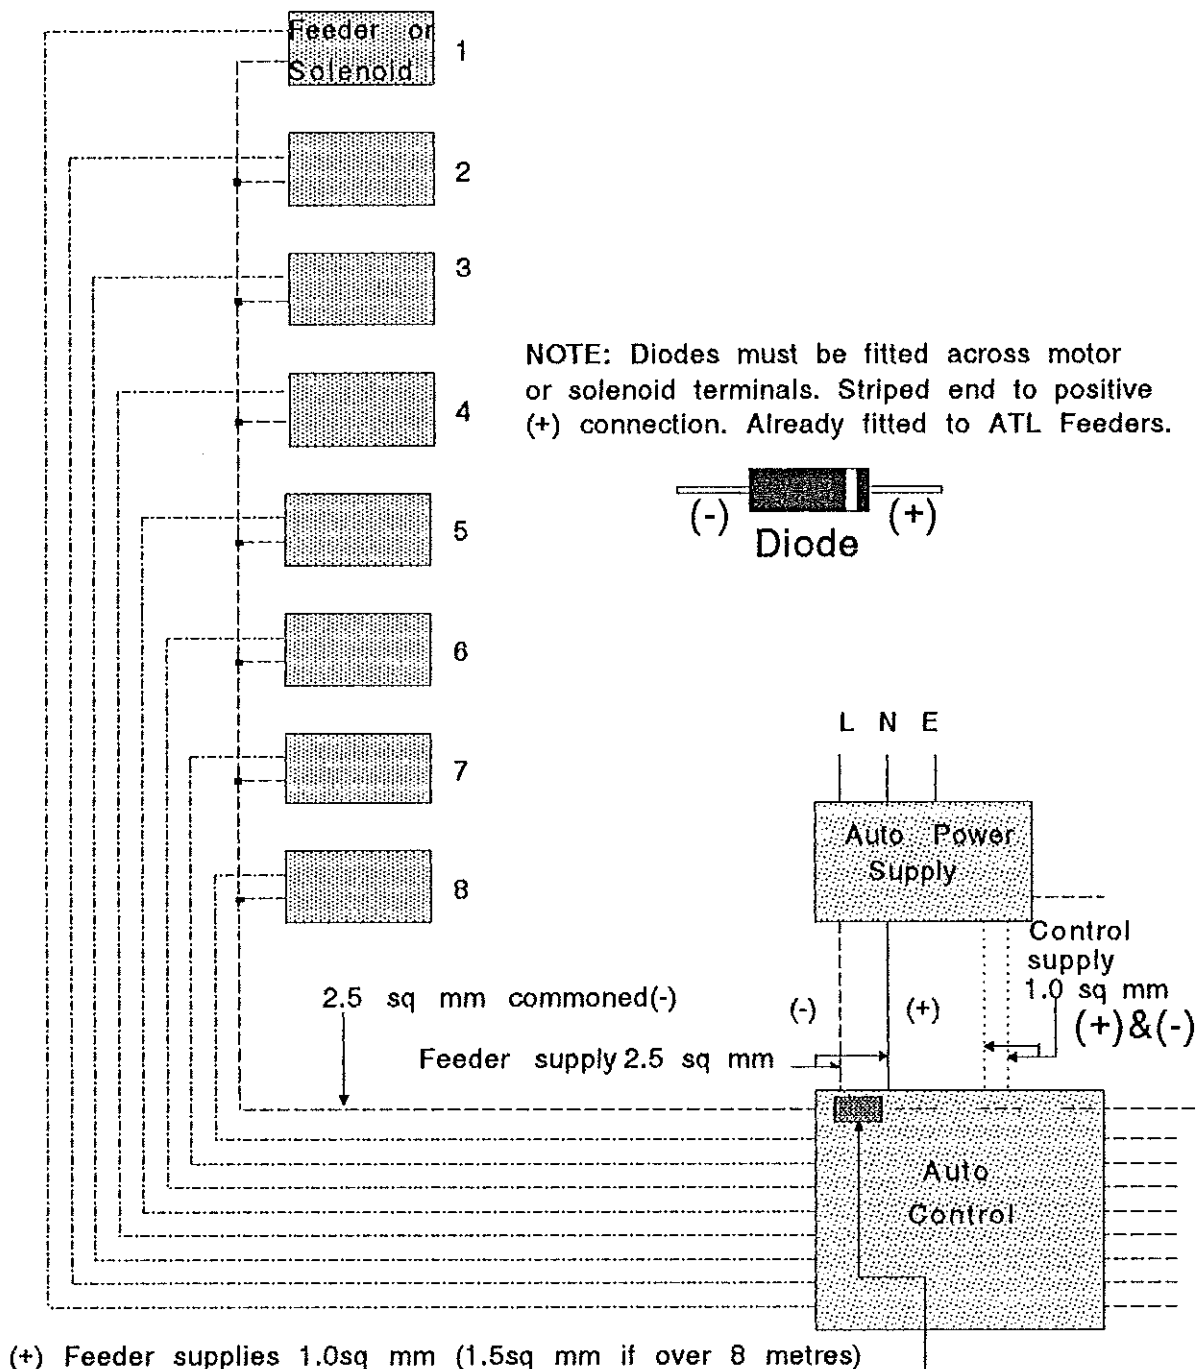 Feeder or
Solenoid
1
2
3
NOTE: Diodes must be fitted across motor
or solenoid terminals. Striped end to positive
(+) connection. Already fitted to ATL Feeders.
4
(-) (+)
Diode
5
6
L N E
7
Auto Power
Supply
8
Control
supply
1.0 sq mm
(+)&(-)
2.5 sq mm commoned(-)
(-) (+)
Feeder supply 2.5 sq mm
Auto
Control
(+) Feeder supplies 1.0sq mm (1.5sq mm if over 8 metres)